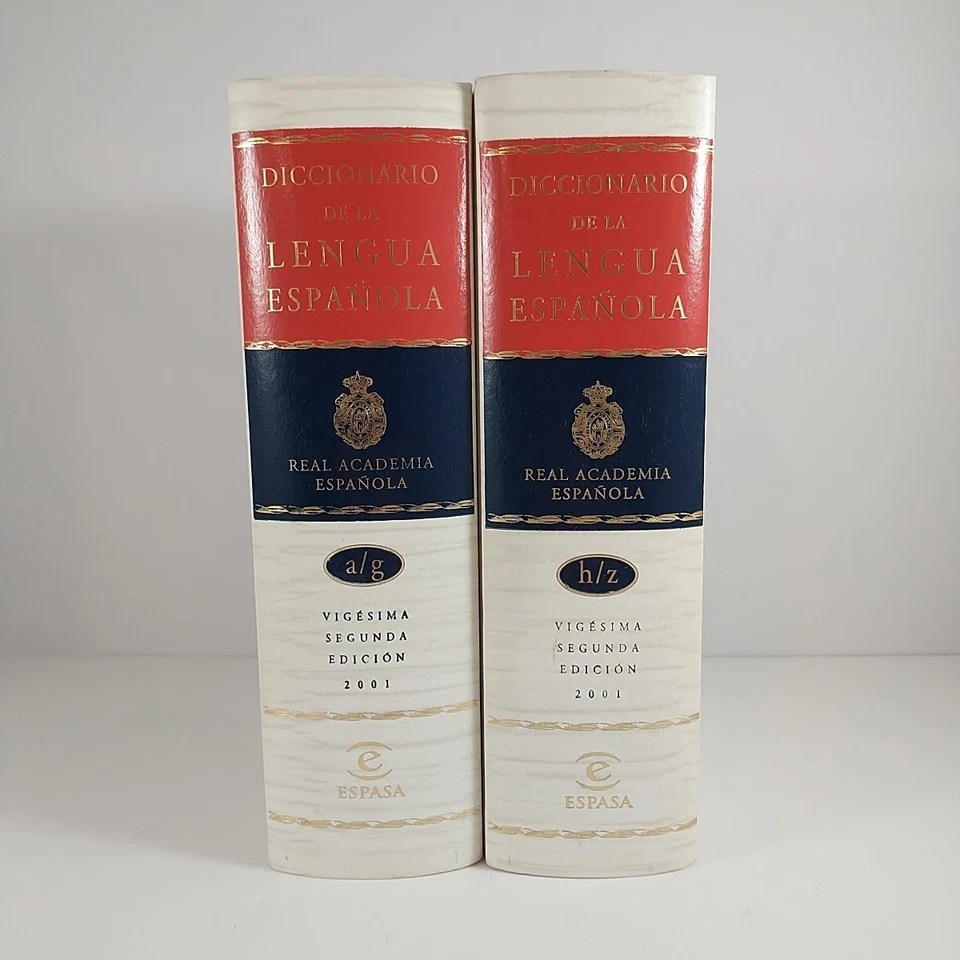 DICCIONARIO
DE LA
LENGUA
ESPAÑOLA
REAL ACADEMIA
ESPAÑOLA
a/g
VIGÉSIMA
SEGUNDA
EDICIÓN
2001
e
ESPASA
DICCIONARIO
DE LA
LENGUA
ESPAÑOLA
REAL ACADEMIA
ESPAÑOLA
h/z
VIGÉSIMA
SEGUNDA
EDICIÓN
2001
e
ESPASA